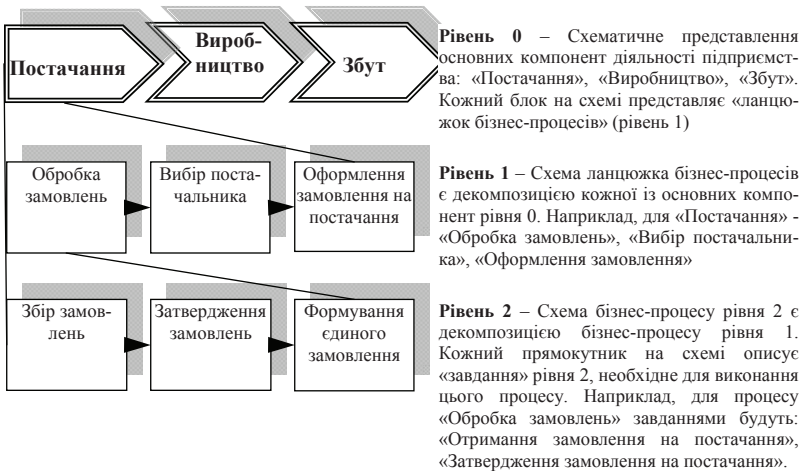 Постачання
Вироб-
ництво
Збут
Рівень 0 – Схематичне представлення
основних компонент діяльності підприємст-
ва: «Постачання», «Виробництво», «Збут».
Кожний блок на схемі представляє «ланцю-
жок бізнес-процесів» (рівень 1)
Обробка
замовлень
Вибір поста-
чальника
Оформлення
замовлення на
постачання
Рівень 1 – Схема ланцюжка бізнес-процесів
є декомпозицією кожної із основних компо-
нент рівня 0. Наприклад, для «Постачання» -
«Обробка замовлень», «Вибір постачальни-
ка», «Оформлення замовлення»
Збір замов-
лень
Затвердження
замовлень
Формування
єдиного
замовлення
Рівень 2 – Схема бізнес-процесу рівня 2 є
декомпозицією бізнес-процесу рівня 1.
Кожний прямокутник на схемі описує
«завдання» рівня 2, необхідне для виконання
цього процесу. Наприклад, для процесу
«Обробка замовлень» завданнями будуть:
«Отримання замовлення на постачання»,
«Затвердження замовлення на постачання».